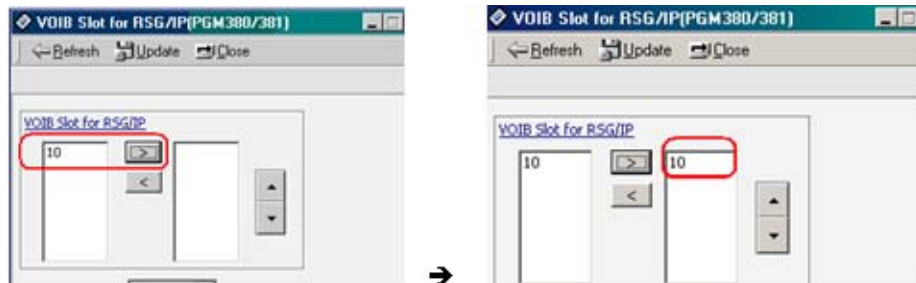 VOIB Slot for RSG/IP(PGM380/381)
Refresh Update Close
VOIB Slot for RSG/IP
10 >
<
➔
VOIB Slot for RSG/IP(PGM380/381)
Refresh Update Close
VOIB Slot for RSG/IP
10 > 10
<